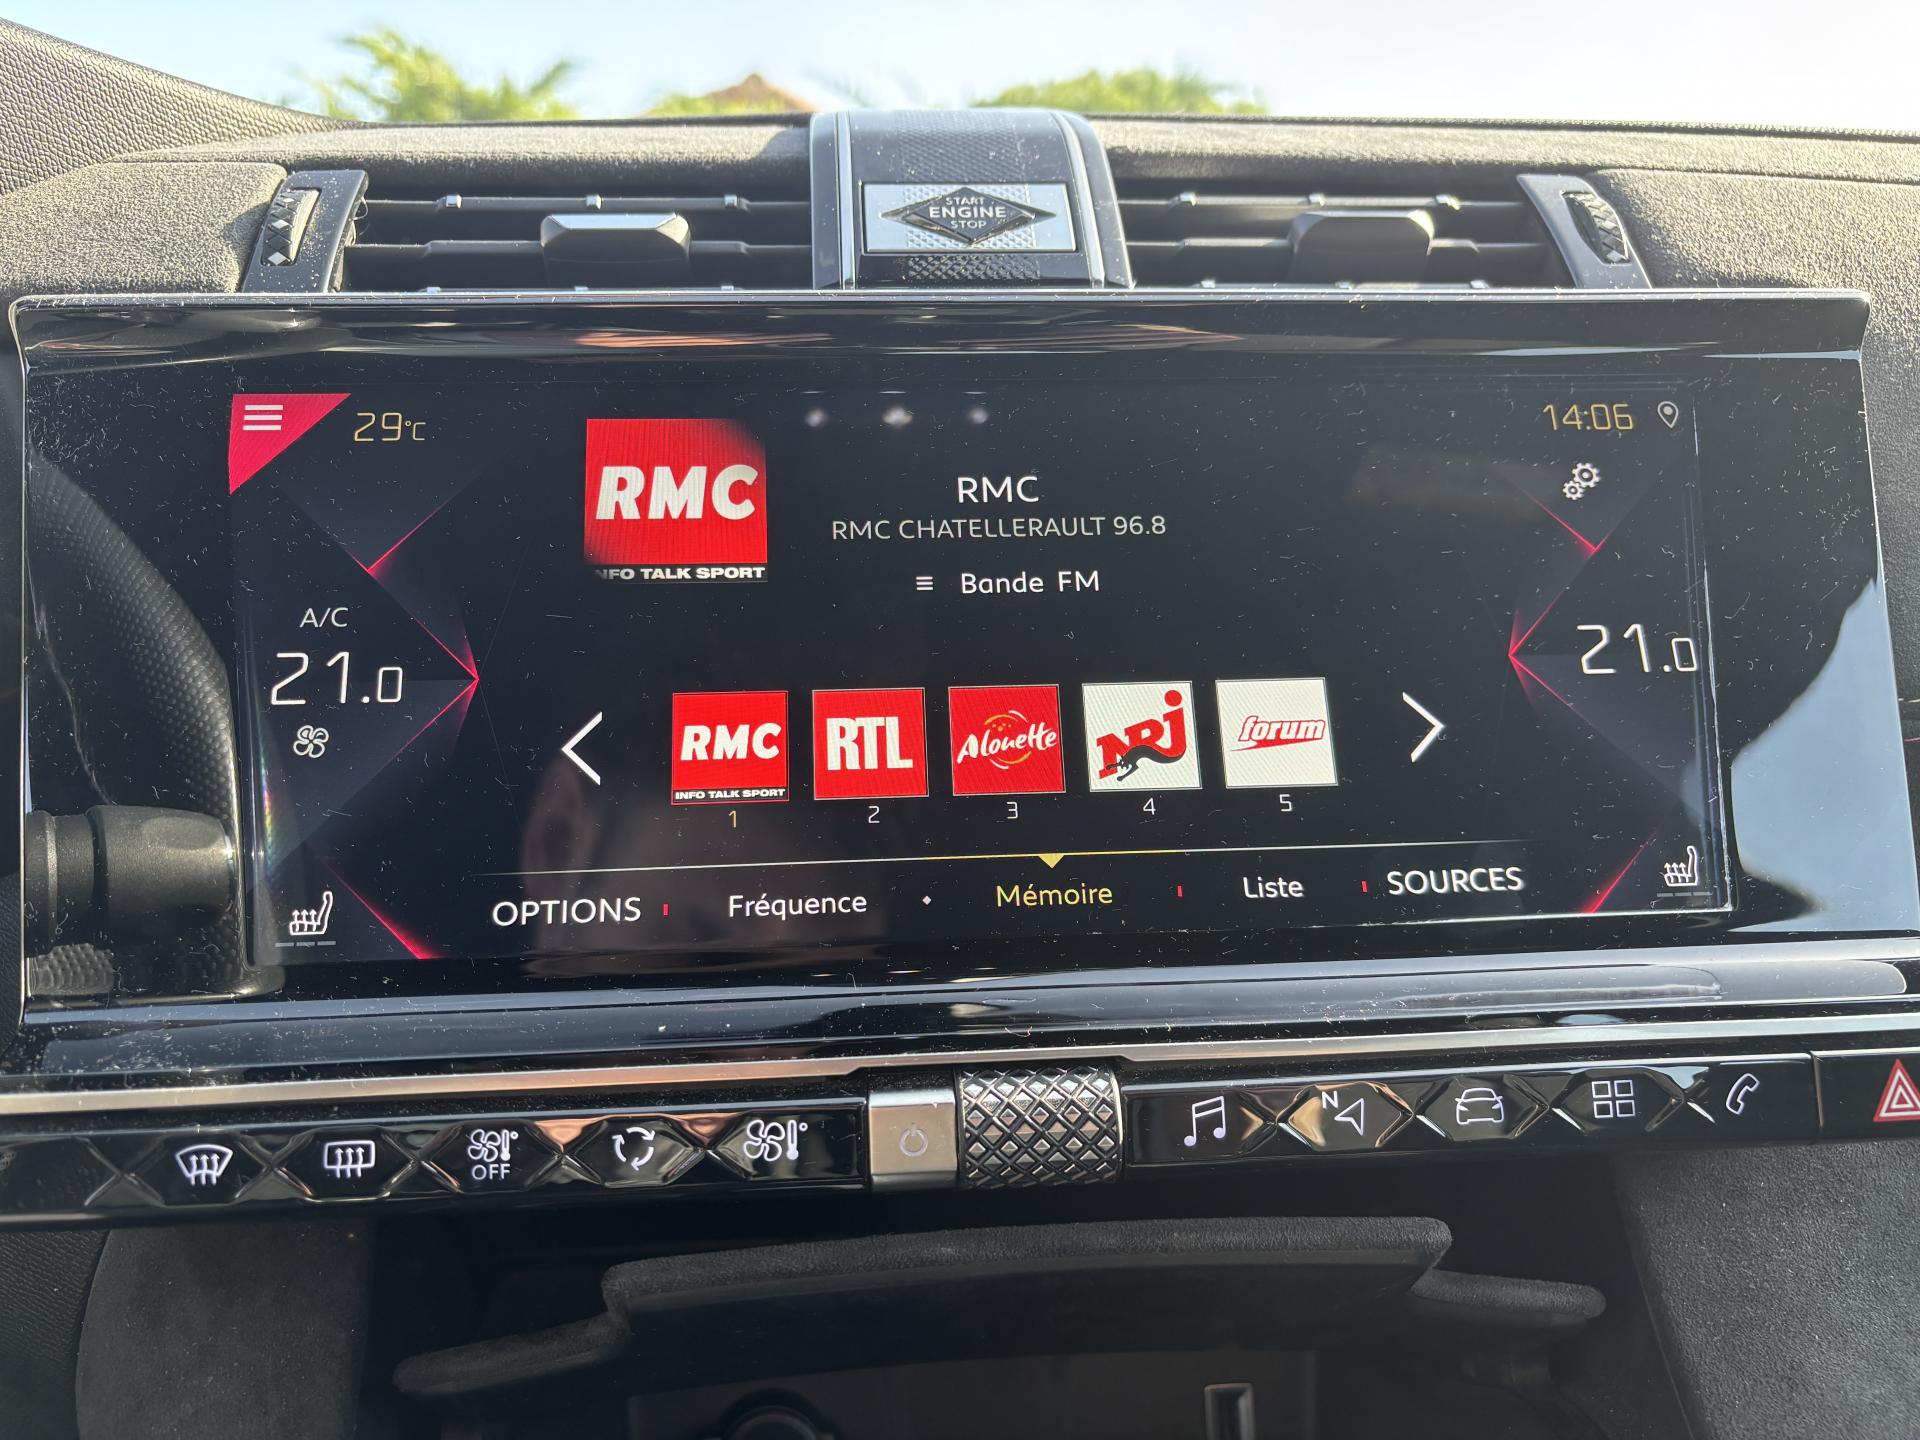 START
ENGINE
STOP
29°C
14:06
RMC
INFO TALK SPORT
RMC
RMC CHATELLERAULT 96.8
Bande FM
A/C
21.0
21.0
RMC
INFO TALK SPORT
RTL
Alouette
NRJ
forum
1
2
3
4
5
OPTIONS
Fréquence
Mémoire
Liste
SOURCES
OFF
N